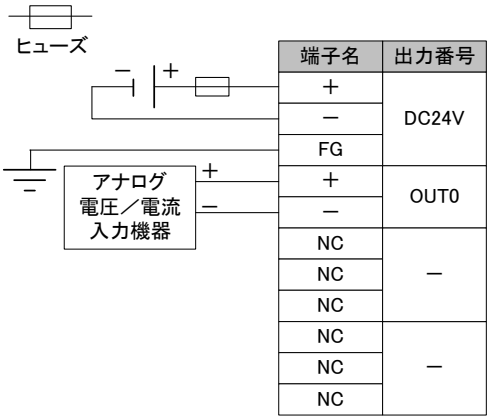 ヒューズ
端子名 出力番号
－ ＋ ＋
－ DC24V
FG
アナログ
電圧／電流
入力機器
＋ ＋
－ － OUT0
NC
NC －
NC
NC
NC －
NC